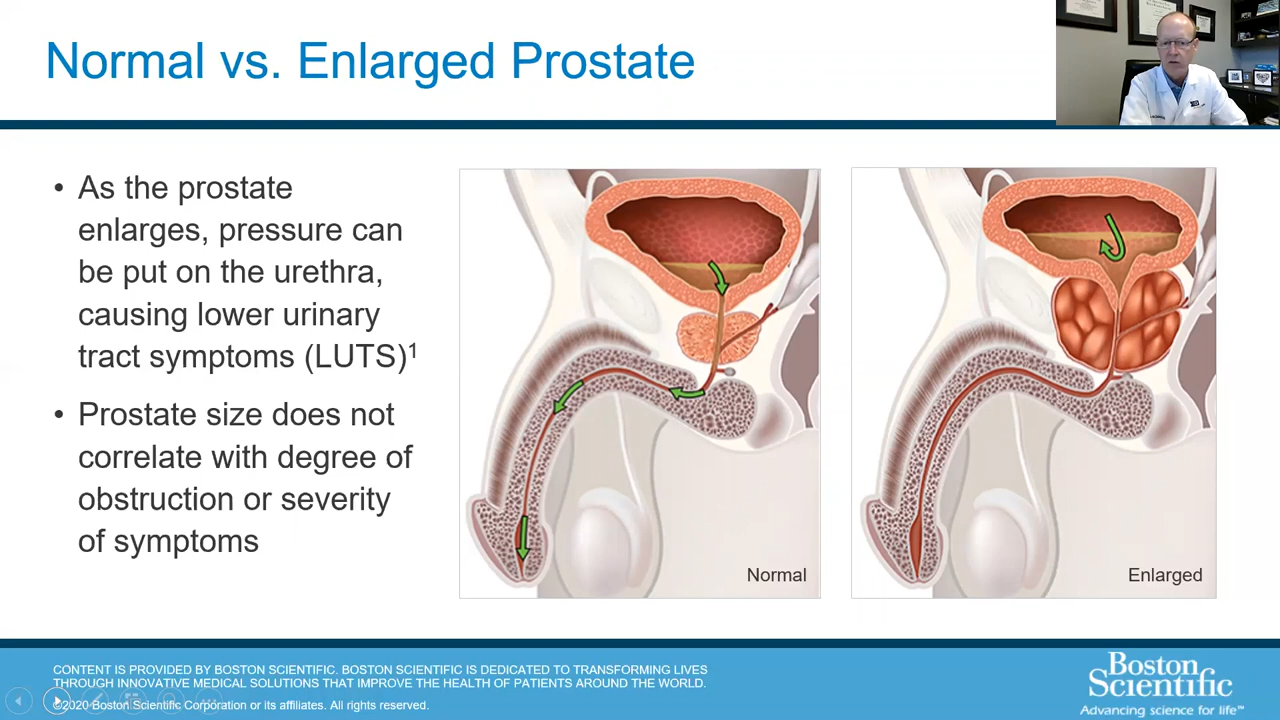 Normal vs. Enlarged Prostate
• As the prostate
enlarges, pressure can
be put on the urethra,
causing lower urinary
tract symptoms (LUTS)¹
• Prostate size does not
correlate with degree of
obstruction or severity
of symptoms
Normal
Enlarged
CONTENT IS PROVIDED BY BOSTON SCIENTIFIC. BOSTON SCIENTIFIC IS DEDICATED TO TRANSFORMING LIVES
THROUGH INNOVATIVE MEDICAL SOLUTIONS THAT IMPROVE THE HEALTH OF PATIENTS AROUND THE WORLD.
©2020 Boston Scientific Corporation or its affiliates. All rights reserved.
Boston
Scientific
Advancing science for life™